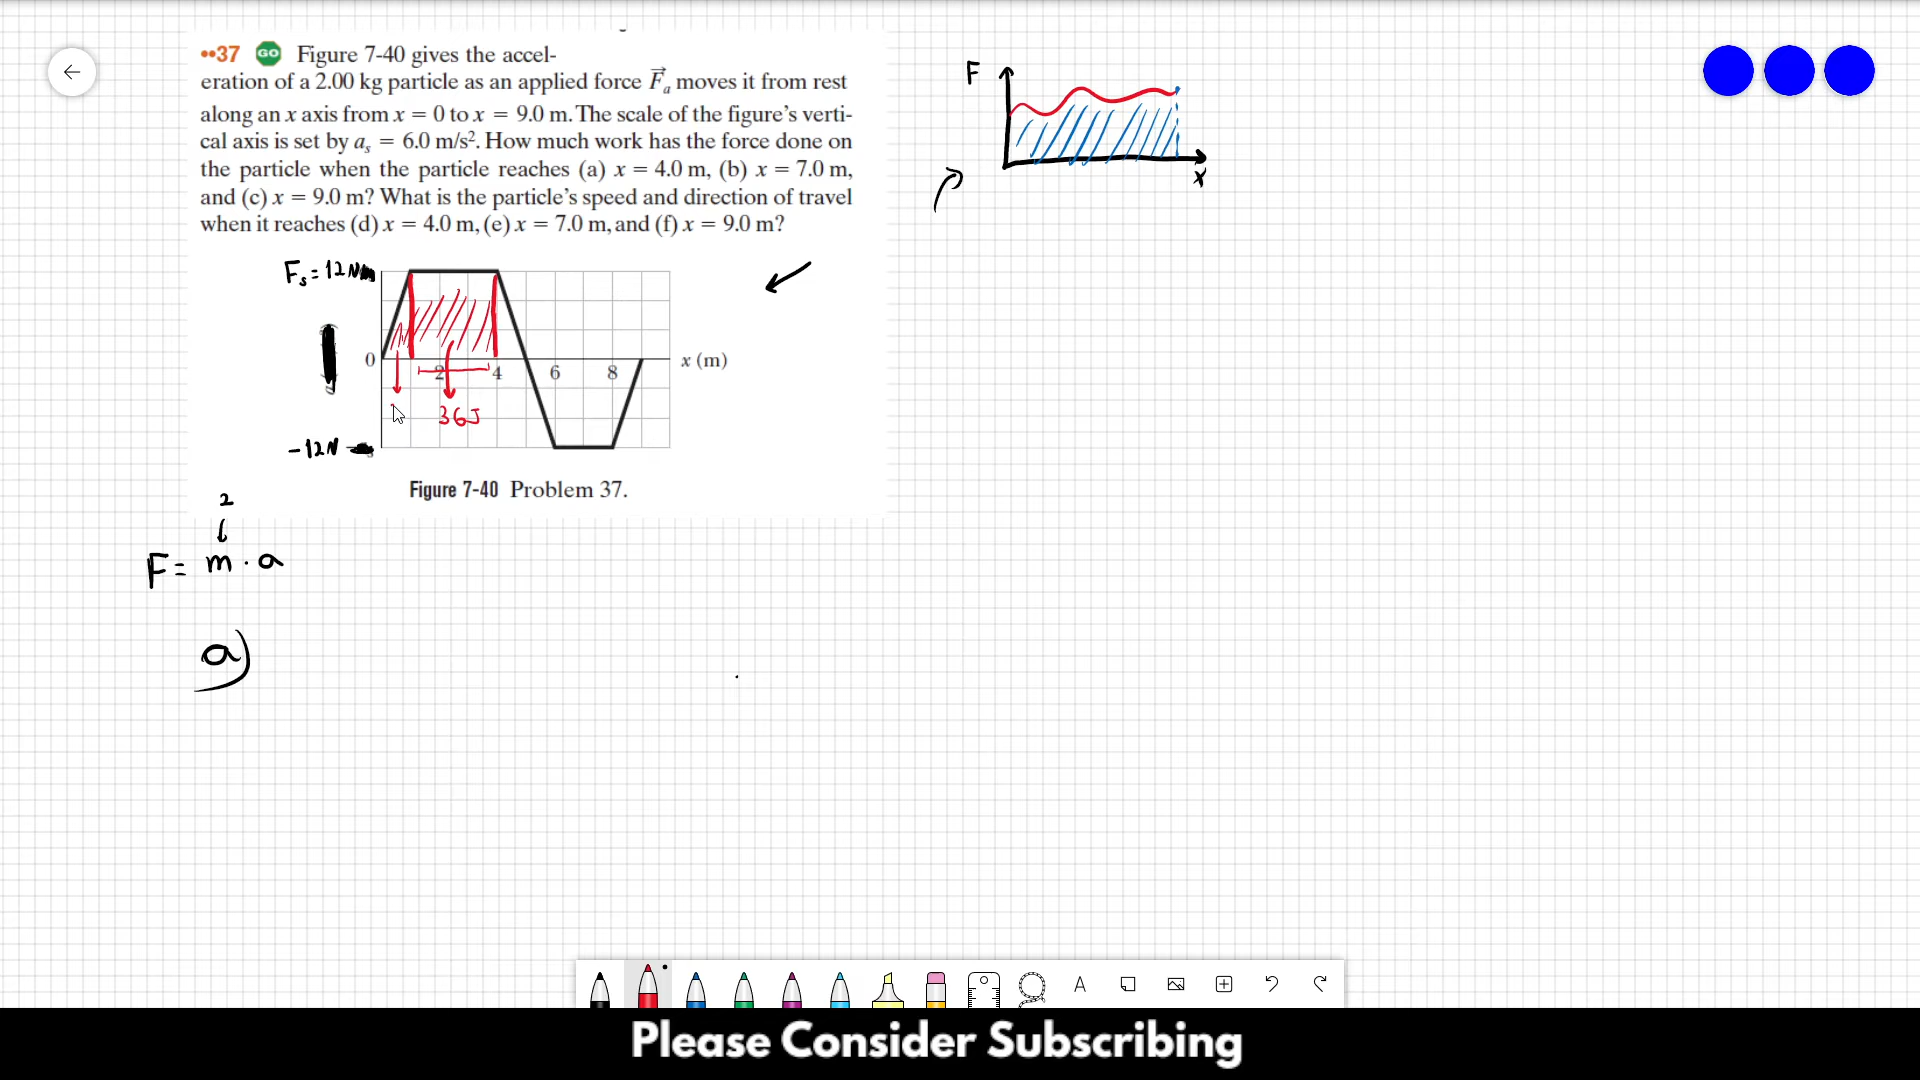 ••37 GO Figure 7-40 gives the accel-
eration of a 2.00 kg particle as an applied force F⃗ₐ moves it from rest
along an x axis from x = 0 to x = 9.0 m. The scale of the figure's verti-
cal axis is set by aₛ = 6.0 m/s². How much work has the force done on
the particle when the particle reaches (a) x = 4.0 m, (b) x = 7.0 m,
and (c) x = 9.0 m? What is the particle's speed and direction of travel
when it reaches (d) x = 4.0 m, (e) x = 7.0 m, and (f) x = 9.0 m?
F
x
Fₛ = 12N
0
2 4 6 8
x (m)
36J
-12N
Figure 7-40 Problem 37.
2
F = m · a
a)
A
Please Consider Subscribing